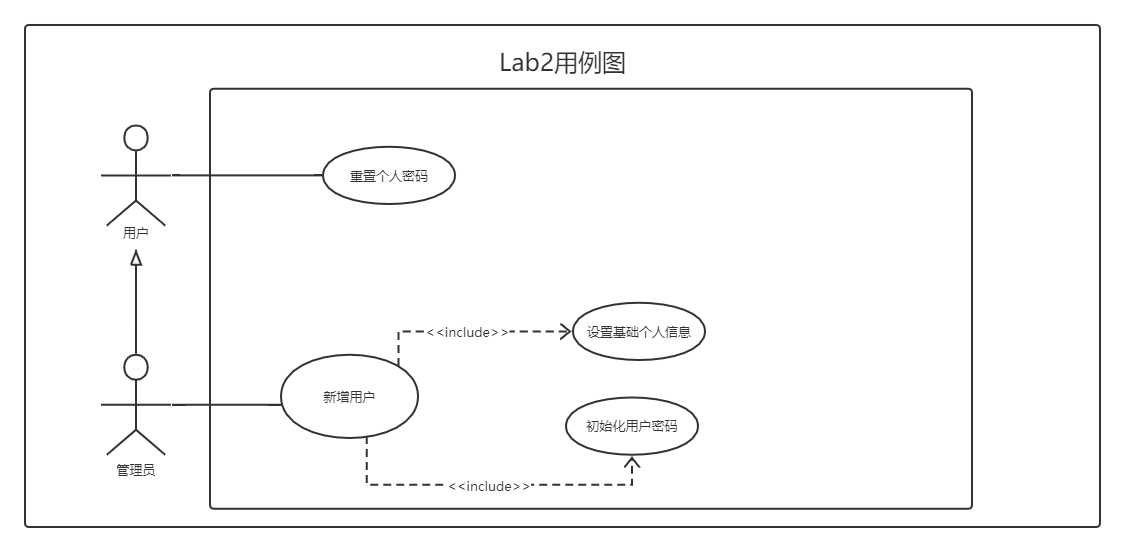 Lab2用例图
重置个人密码
用户
<<include>>
设置基础个人信息
新增用户
初始化用户密码
管理员
<<include>>